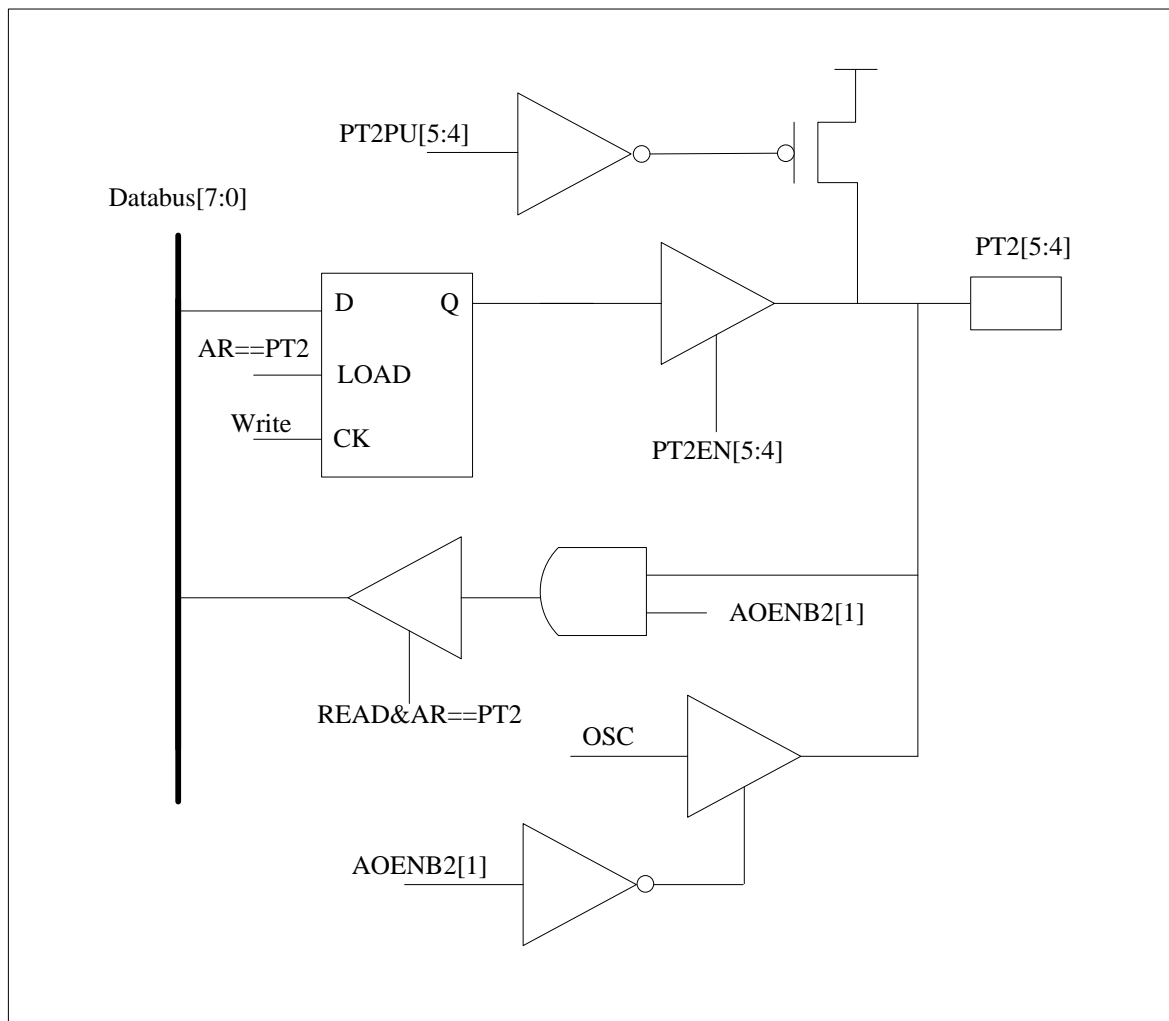 PT2PU[5:4]
Databus[7:0]
PT2[5:4]
D
Q
AR==PT2
LOAD
Write
CK
PT2EN[5:4]
AOENB2[1]
READ&AR==PT2
OSC
AOENB2[1]